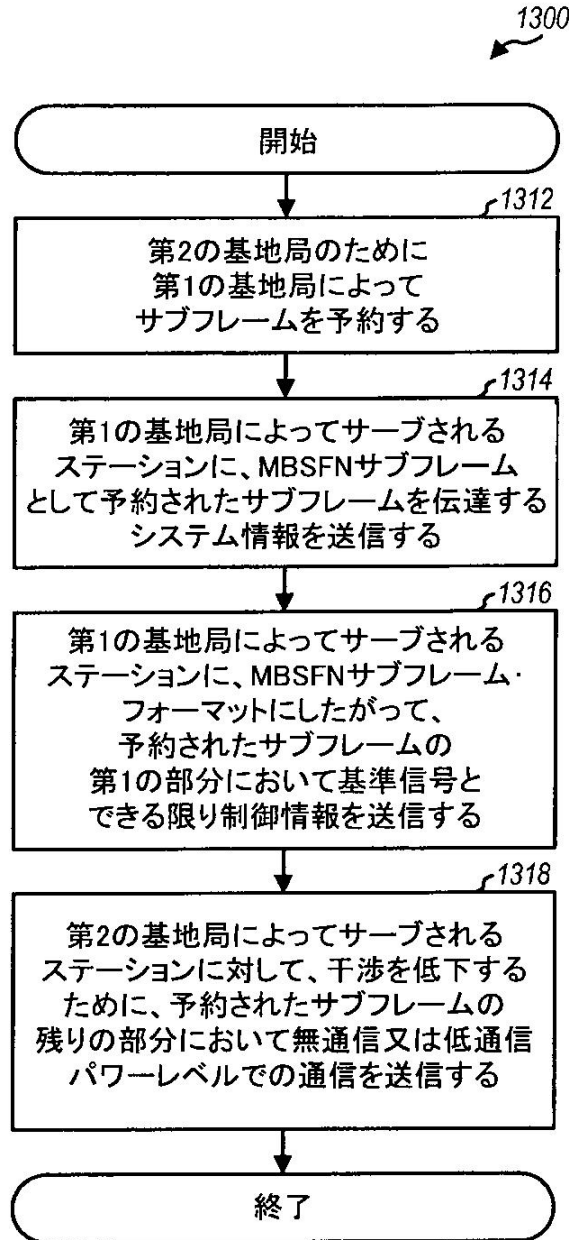 1300
開始
1312
第2の基地局のために
第1の基地局によって
サブフレームを予約する
1314
第1の基地局によってサーブされる
ステーションに、MBSFNサブフレーム
として予約されたサブフレームを伝達する
システム情報を送信する
1316
第1の基地局によってサーブされる
ステーションに、MBSFNサブフレーム・
フォーマットにしたがって、
予約されたサブフレームの
第1の部分において基準信号と
できる限り制御情報を送信する
1318
第2の基地局によってサーブされる
ステーションに対して、干渉を低下する
ために、予約されたサブフレームの
残りの部分において無通信又は低通信
パワーレベルでの通信を送信する
終了